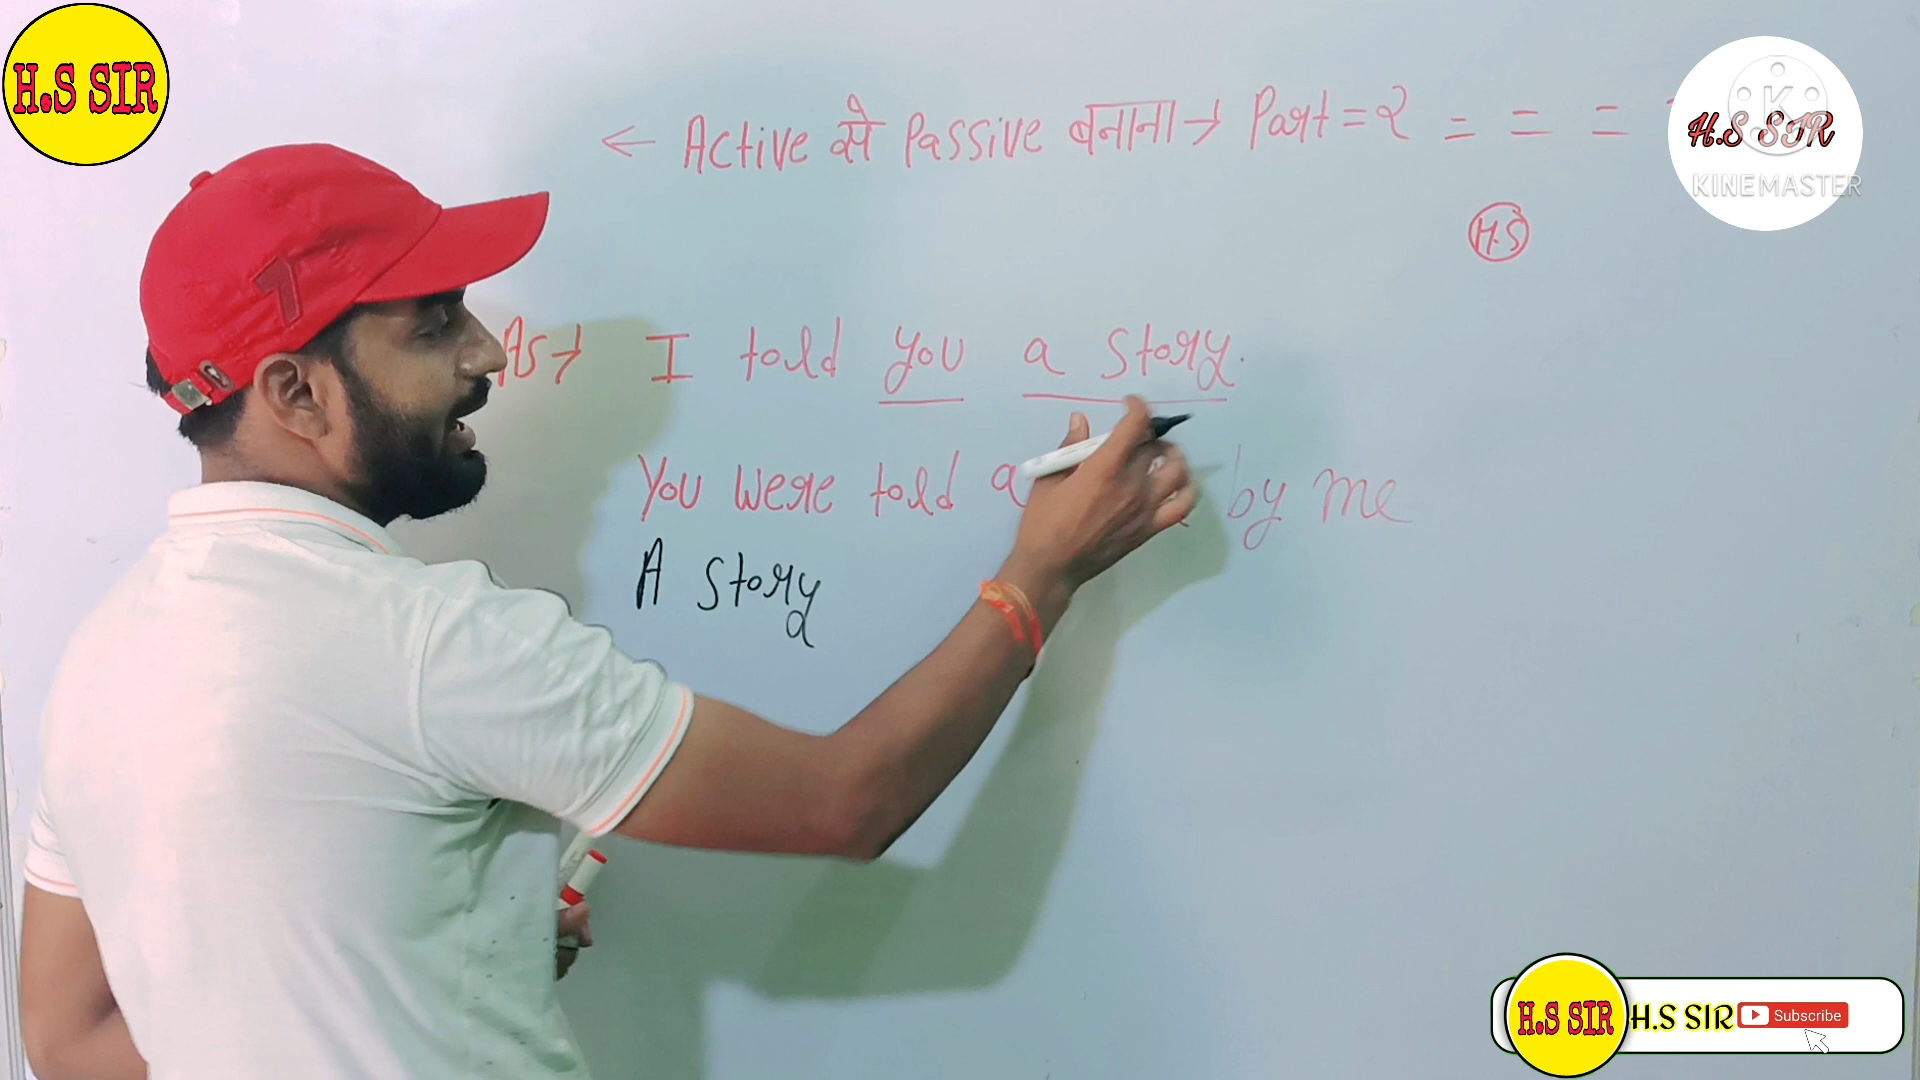 H.S SIR
← Active से Passive बनाना → Part = २ = = =
H.S SIR
KINEMASTER
H.S
As → I told you a story.
You were told a by me
A story
H.S SIR
H.S SIR
Subscribe